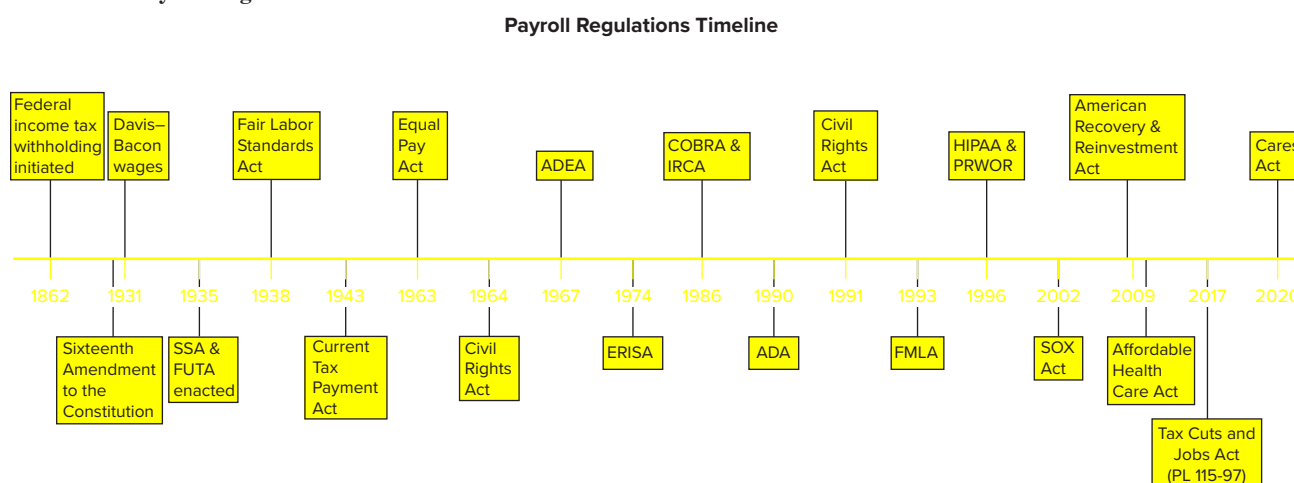 Payroll Regulations Timeline
Federal
income tax
withholding
initiated
Davis–
Bacon
wages
Fair Labor
Standards
Act
Equal
Pay
Act
ADEA
COBRA &
IRCA
Civil
Rights
Act
HIPAA &
PRWOR
American
Recovery &
Reinvestment
Act
Cares
Act
1862
1931
1935
1938
1943
1963
1964
1967
1974
1986
1990
1991
1993
1996
2002
2009
2017
2020
Sixteenth
Amendment
to the
Constitution
SSA &
FUTA
enacted
Current
Tax
Payment
Act
Civil
Rights
Act
ERISA
ADA
FMLA
SOX
Act
Affordable
Health
Care Act
Tax Cuts and
Jobs Act
(PL 115-97)